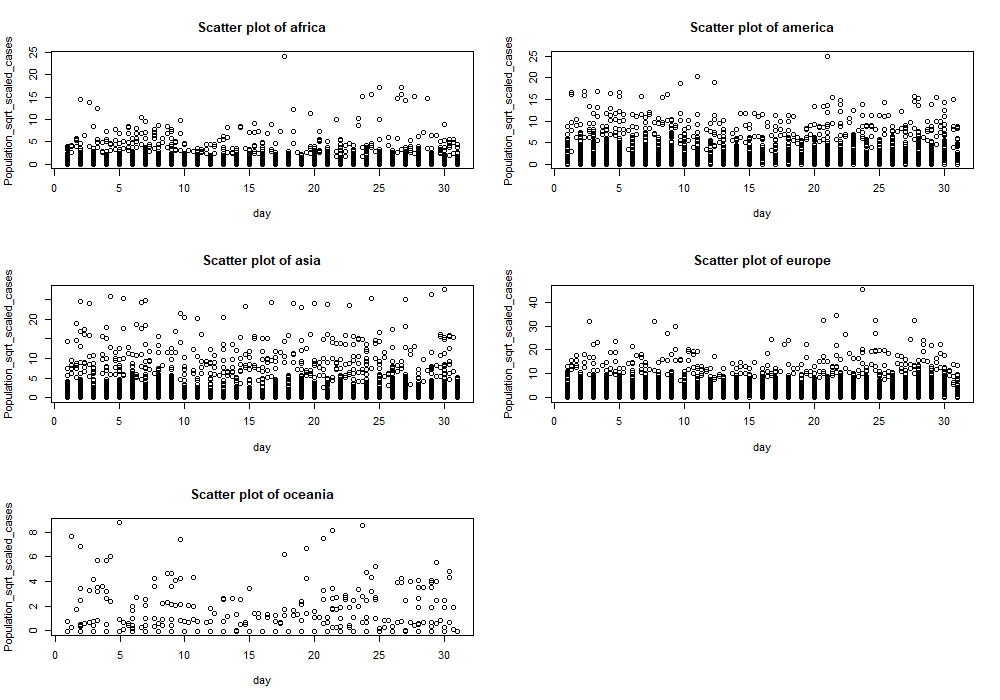 Scatter plot of africa
Population_sqrt_scaled_cases
0 5 10 15 20 25
0 5 10 15 20 25 30
day
Scatter plot of america
Population_sqrt_scaled_cases
0 5 10 15 20 25
0 5 10 15 20 25 30
day
Scatter plot of asia
Population_sqrt_scaled_cases
0 5 10 20
0 5 10 15 20 25 30
day
Scatter plot of europe
Population_sqrt_scaled_cases
0 10 20 30 40
0 5 10 15 20 25 30
day
Scatter plot of oceania
Population_sqrt_scaled_cases
0 2 4 6 8
0 5 10 15 20 25 30
day